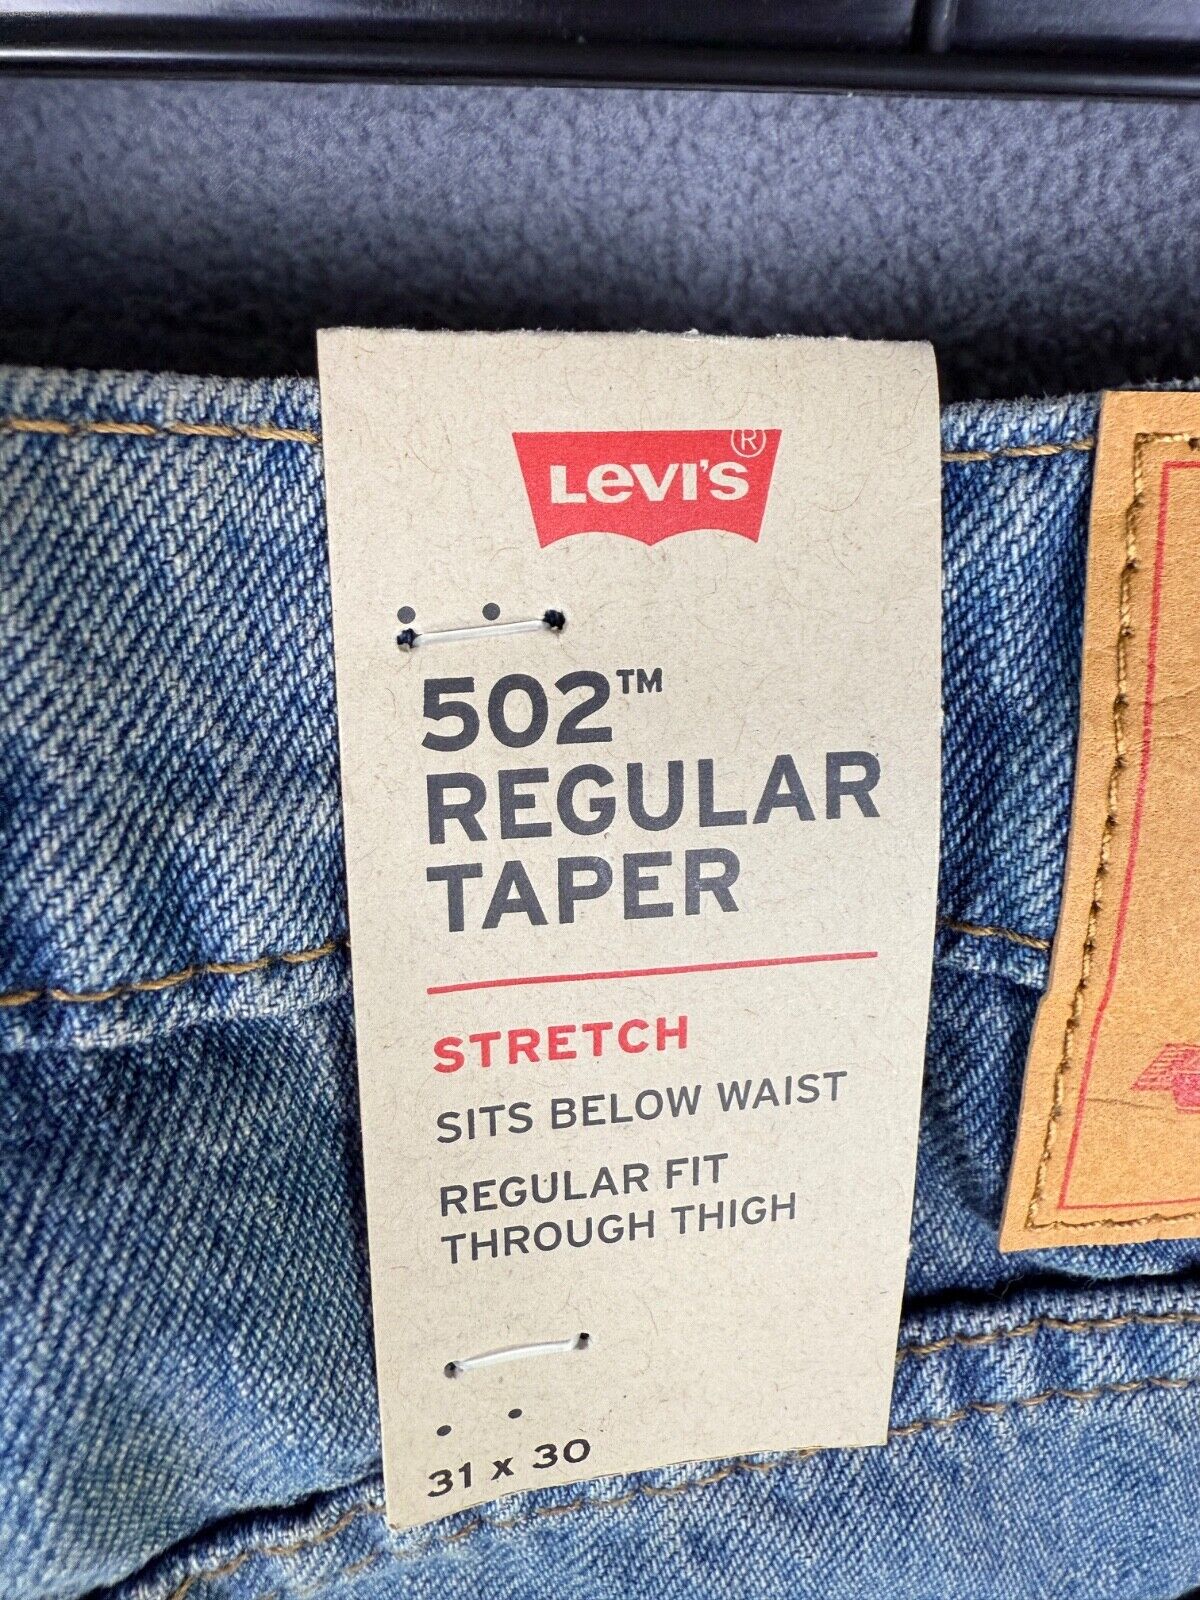 LEVI'S®
502™
REGULAR
TAPER
STRETCH
SITS BELOW WAIST
REGULAR FIT
THROUGH THIGH
31 x 30